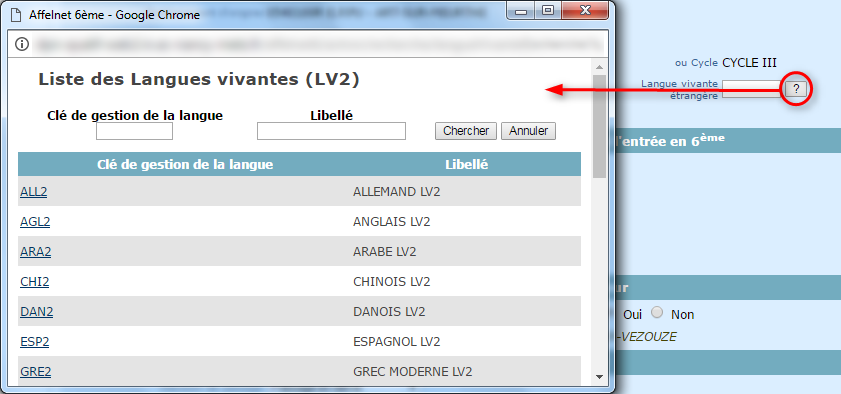 Affelnet 6ème - Google Chrome
Liste des Langues vivantes (LV2)
Clé de gestion de la langue Libellé
Chercher Annuler
Clé de gestion de la langue Libellé
ALL2 ALLEMAND LV2
AGL2 ANGLAIS LV2
ARA2 ARABE LV2
CHI2 CHINOIS LV2
DAN2 DANOIS LV2
ESP2 ESPAGNOL LV2
GRE2 GREC MODERNE LV2
ou Cycle CYCLE III
Langue vivante
étrangère ?
l'entrée en 6ème
ur
Oui Non
-VEZOUZE